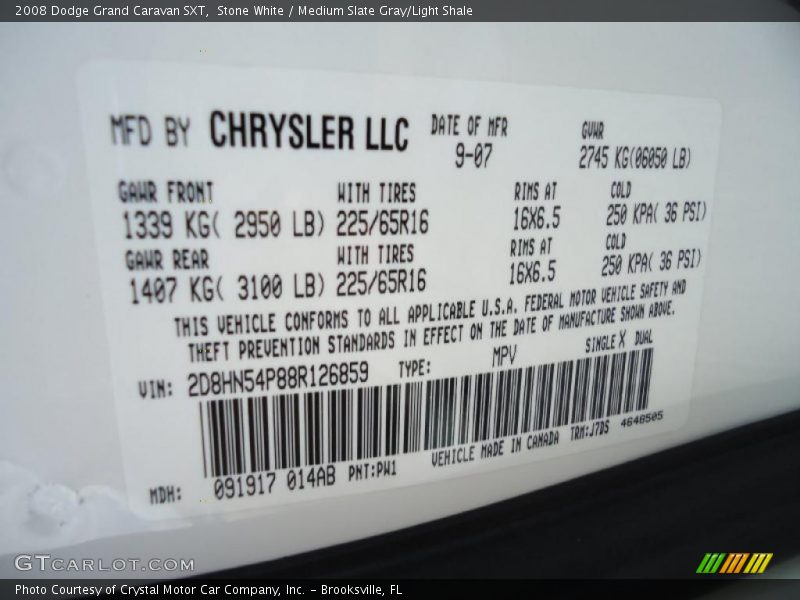 2008 Dodge Grand Caravan SXT,  Stone White / Medium Slate Gray/Light Shale
MFD BY CHRYSLER LLC DATE OF MFR GVWR
9-07 2745 KG(06050 LB)
GAWR FRONT WITH TIRES RIMS AT COLD
1339 KG( 2950 LB) 225/65R16 16X6.5 250 KPA( 36 PSI)
GAWR REAR WITH TIRES RIMS AT COLD
1407 KG( 3100 LB) 225/65R16 16X6.5 250 KPA( 36 PSI)
THIS VEHICLE CONFORMS TO ALL APPLICABLE U.S.A. FEDERAL MOTOR VEHICLE SAFETY AND
THEFT PREVENTION STANDARDS IN EFFECT ON THE DATE OF MANUFACTURE SHOWN ABOVE.
VIN: 2D8HN54P88R126859 TYPE: MPV SINGLE X DUAL
MDH: 091917 014AB PNT:PW1 VEHICLE MADE IN CANADA TRM:J7DS 4648505
GTCARLOT.COM
Photo Courtesy of Crystal Motor Car Company, Inc. – Brooksville, FL